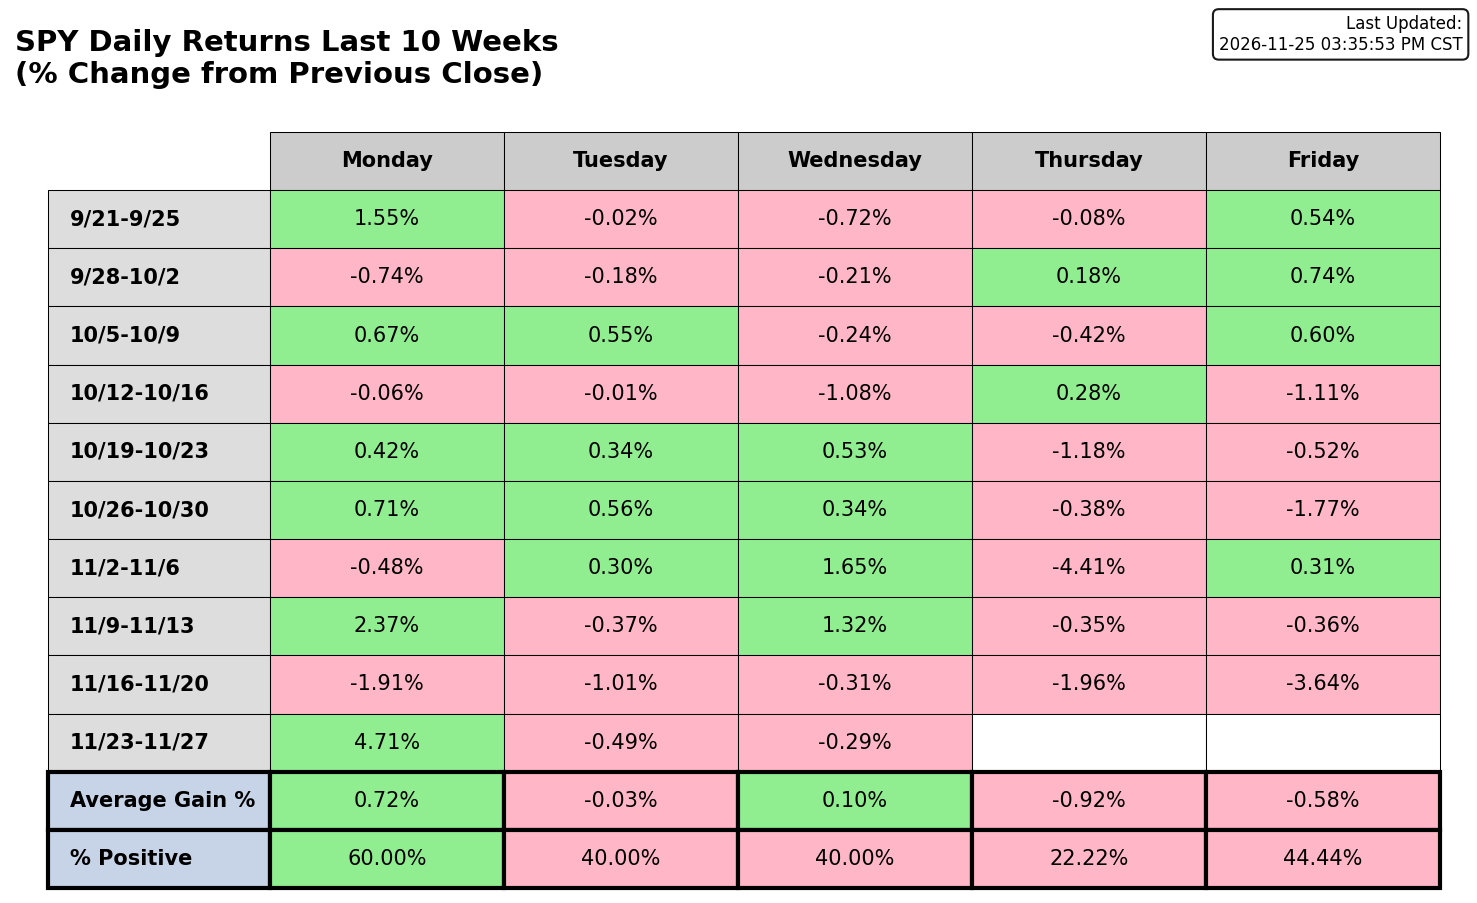 SPY Daily Returns Last 10 Weeks
(% Change from Previous Close)
Last Updated:
2026-11-25 03:35:53 PM CST
Monday Tuesday Wednesday Thursday Friday
9/21-9/25 1.55% -0.02% -0.72% -0.08% 0.54%
9/28-10/2 -0.74% -0.18% -0.21% 0.18% 0.74%
10/5-10/9 0.67% 0.55% -0.24% -0.42% 0.60%
10/12-10/16 -0.06% -0.01% -1.08% 0.28% -1.11%
10/19-10/23 0.42% 0.34% 0.53% -1.18% -0.52%
10/26-10/30 0.71% 0.56% 0.34% -0.38% -1.77%
11/2-11/6 -0.48% 0.30% 1.65% -4.41% 0.31%
11/9-11/13 2.37% -0.37% 1.32% -0.35% -0.36%
11/16-11/20 -1.91% -1.01% -0.31% -1.96% -3.64%
11/23-11/27 4.71% -0.49% -0.29%
Average Gain % 0.72% -0.03% 0.10% -0.92% -0.58%
% Positive 60.00% 40.00% 40.00% 22.22% 44.44%